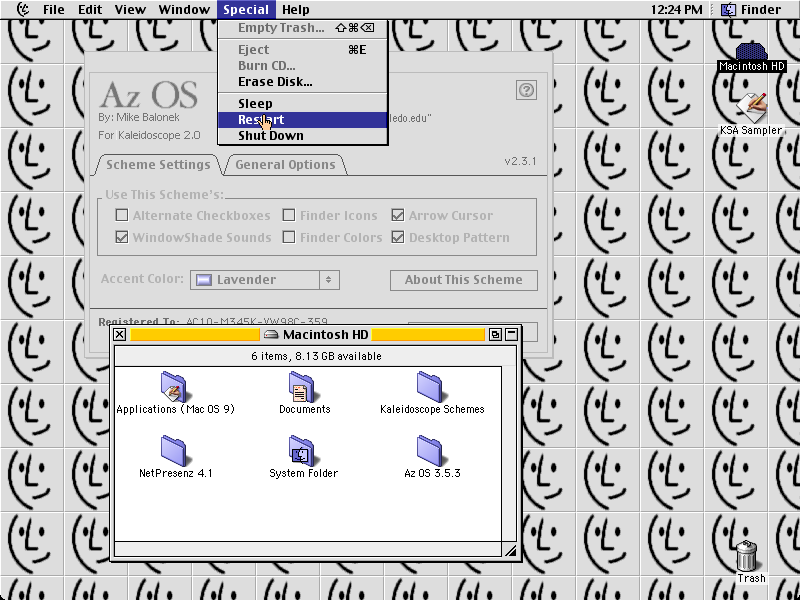 File Edit View Window Special Help 12:24 PM Finder
Empty Trash... ⇧⌘⌫
Eject ⌘E
Burn CD...
Erase Disk...
Sleep
Restart
Shut Down
Az OS
By: Mike Balonek
For Kaleidoscope 2.0
ledo.edu"
?
Scheme Settings General Options v2.3.1
Use This Scheme's:
Alternate Checkboxes Finder Icons Arrow Cursor
WindowShade Sounds Finder Colors Desktop Pattern
Accent Color: Lavender About This Scheme
Registered To: AC10-M345K-VW98C-359
Macintosh HD
6 items, 8.13 GB available
Applications (Mac OS 9) Documents Kaleidoscope Schemes
NetPresenz 4.1 System Folder Az OS 3.5.3
Macintosh HD
KSA Sampler
Trash